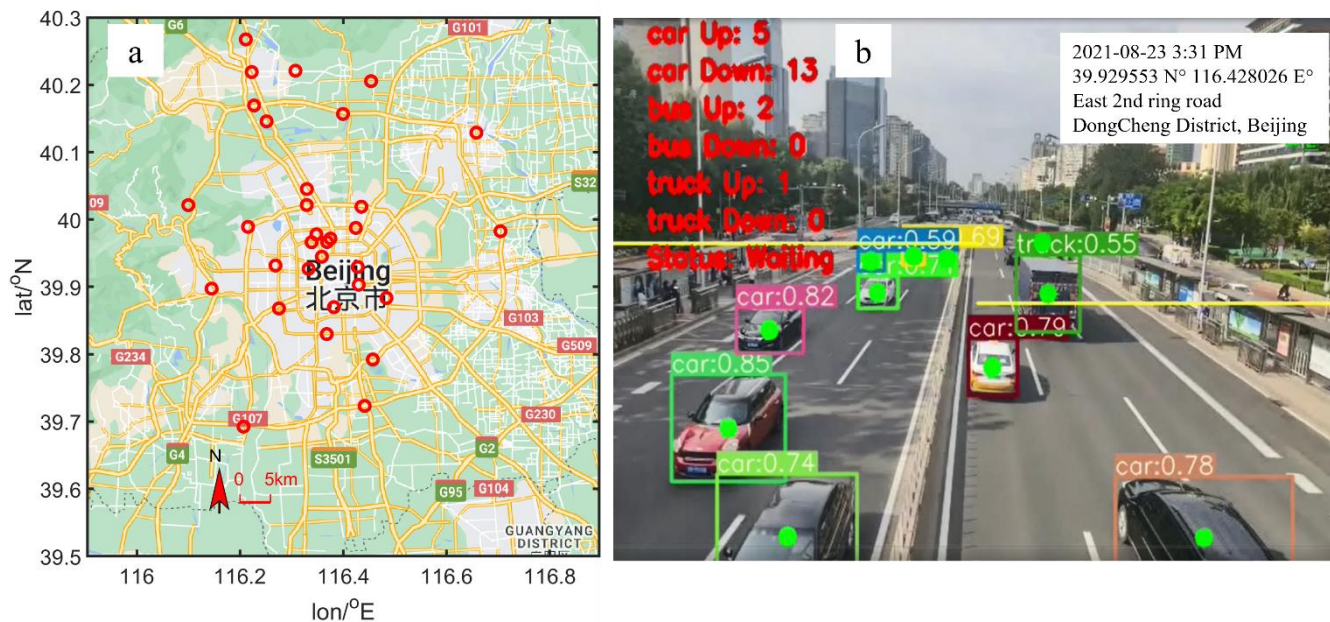 40.3
40.2
40.1
40
39.9
39.8
39.7
39.6
39.5
lat/°N
116
116.2
116.4
116.6
116.8
lon/°E
a
G6
G101
S32
09
Beijing
北京市
G103
G509
G234
G107
G230
G4
S3501
G2
G95
G104
GUANGYANG
DISTRICT
N
0 5km
b
car Up: 5
car Down: 13
bus Up: 2
bus Down: 0
truck Up: 1
truck Down: 0
Status: Waiting
2021-08-23 3:31 PM
39.929553 N° 116.428026 E°
East 2nd ring road
DongCheng District, Beijing
car:0.59
69
truck:0.55
car:0.82
car:0.79
car:0.85
car:0.74
car:0.78